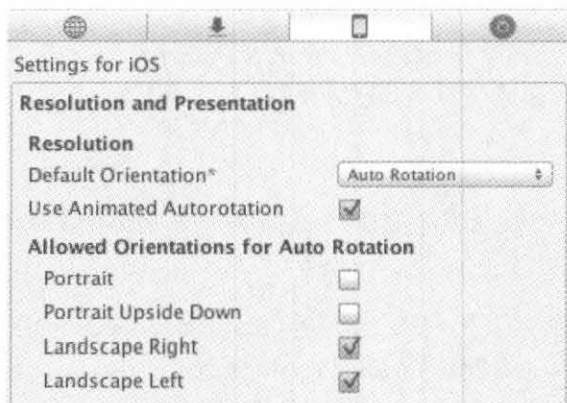 Settings for iOS
Resolution and Presentation
Resolution
Default Orientation* Auto Rotation
Use Animated Autorotation
Allowed Orientations for Auto Rotation
Portrait
Portrait Upside Down
Landscape Right
Landscape Left